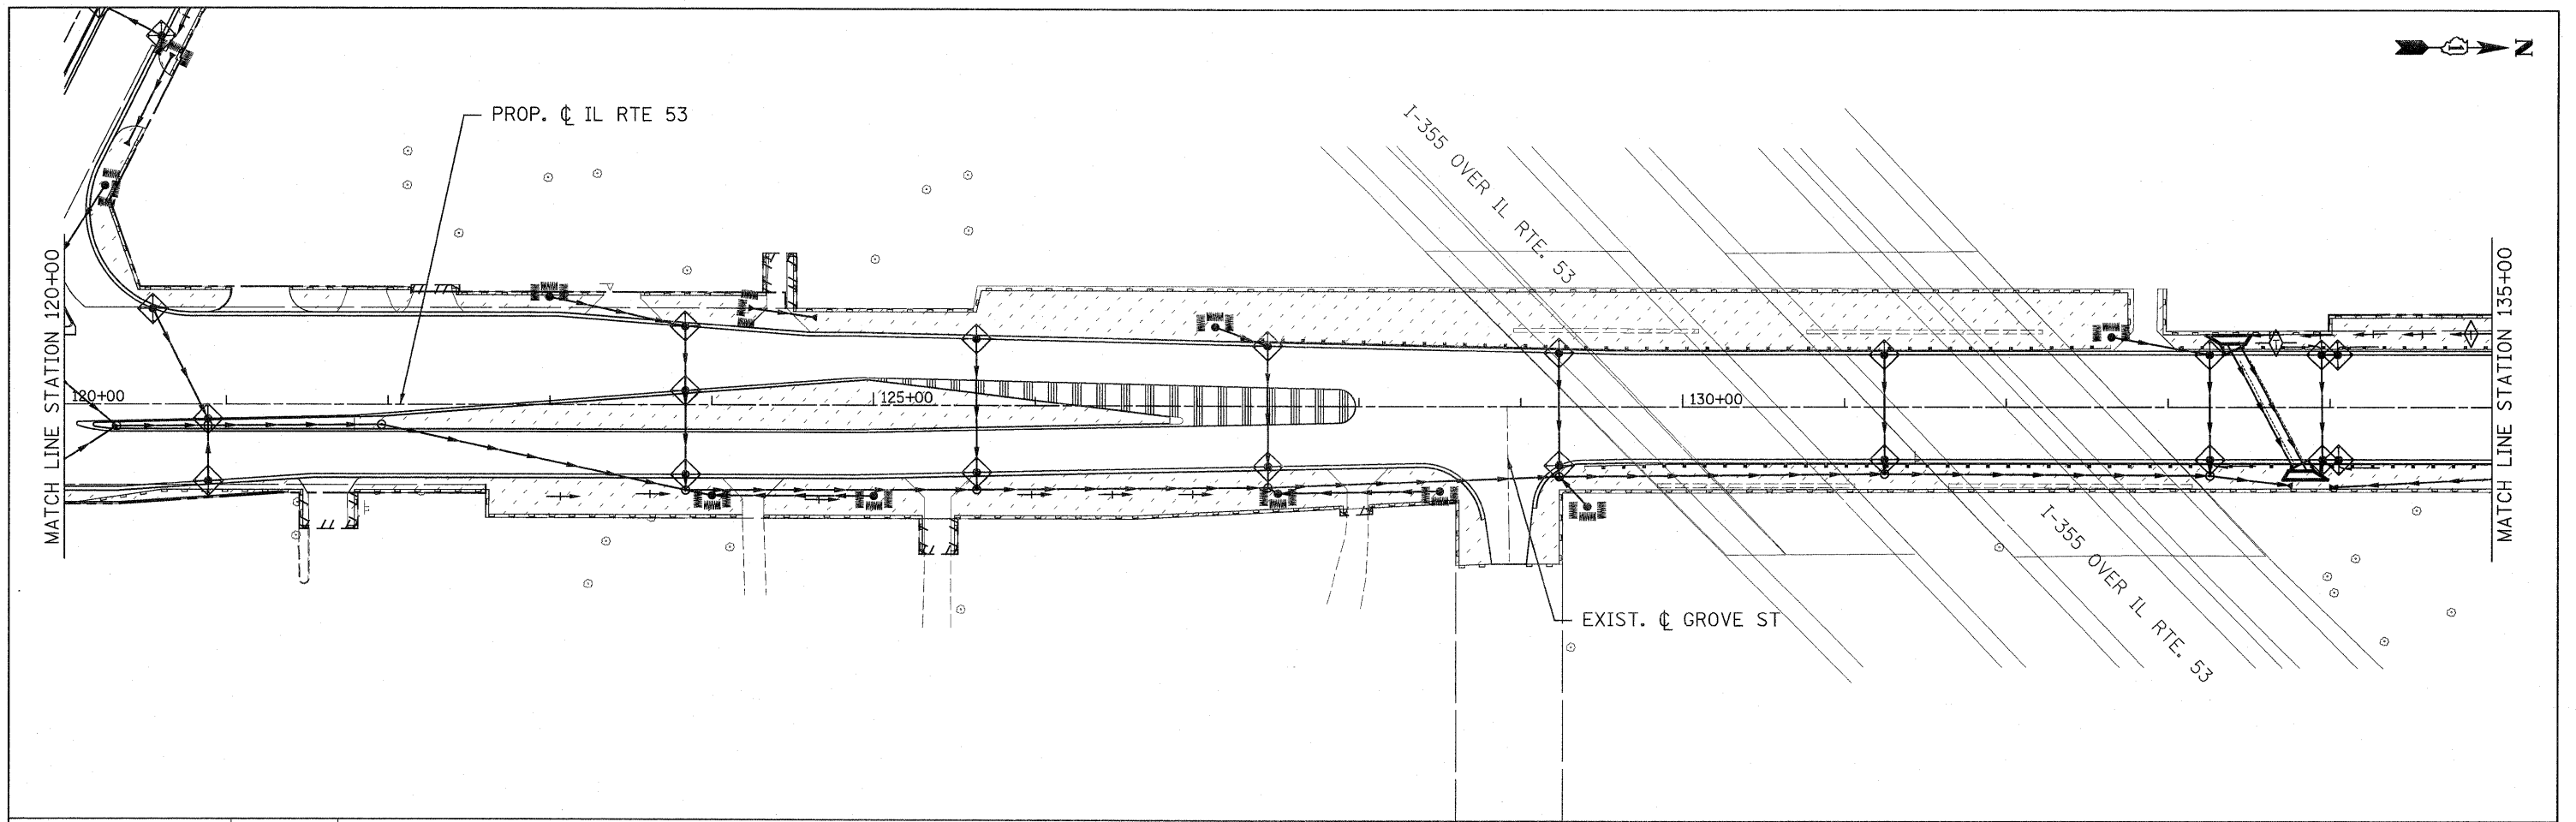 N
PROP. ℄ IL RTE 53
I-355 OVER IL RTE. 53
MATCH LINE STATION 120+00
MATCH LINE STATION 135+00
120+00
125+00
130+00
I-355 OVER IL RTE. 53
EXIST. ℄ GROVE ST